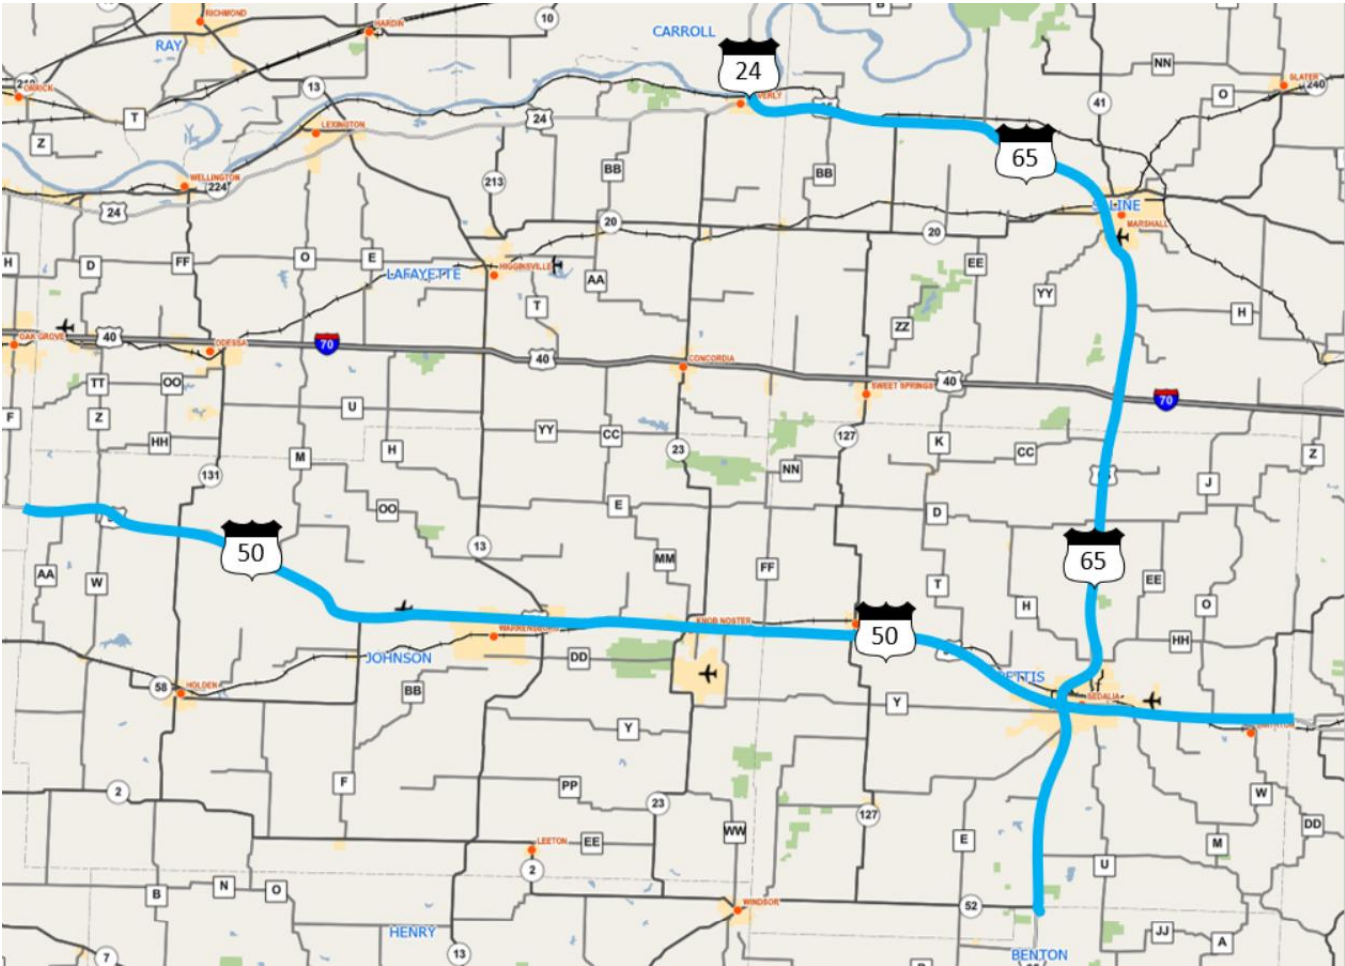 RICHMOND
10
HARDIN
RAY
CARROLL
B
24
NN
SLATER
240
13
ORRICK
O
41
T
24
LEXINGTON
65
Z
BB
BB
213
WELLINGTON
224
24
MARSHALL
20
20
H
D
FF
O
E
LAFAYETTE
HIGGINSVILLE
AA
EE
T
YY
H
ZZ
OAK GROVE
40
ODESSA
70
40
CONCORDIA
SWEET SPRINGS
40
70
TT
OO
F
Z
U
HH
YY
CC
127
K
CC
Z
M
H
23
NN
131
J
OO
E
D
50
13
MM
FF
65
AA
W
T
EE
H
O
KNOB NOSTER
50
HH
JOHNSON
DD
58
HOLDEN
BB
Y
SEDALIA
Y
F
PP
2
23
127
W
DD
WW
LEETON
EE
E
M
2
U
B
N
O
WINDSOR
52
HENRY
JJ
A
13
BENTON
7